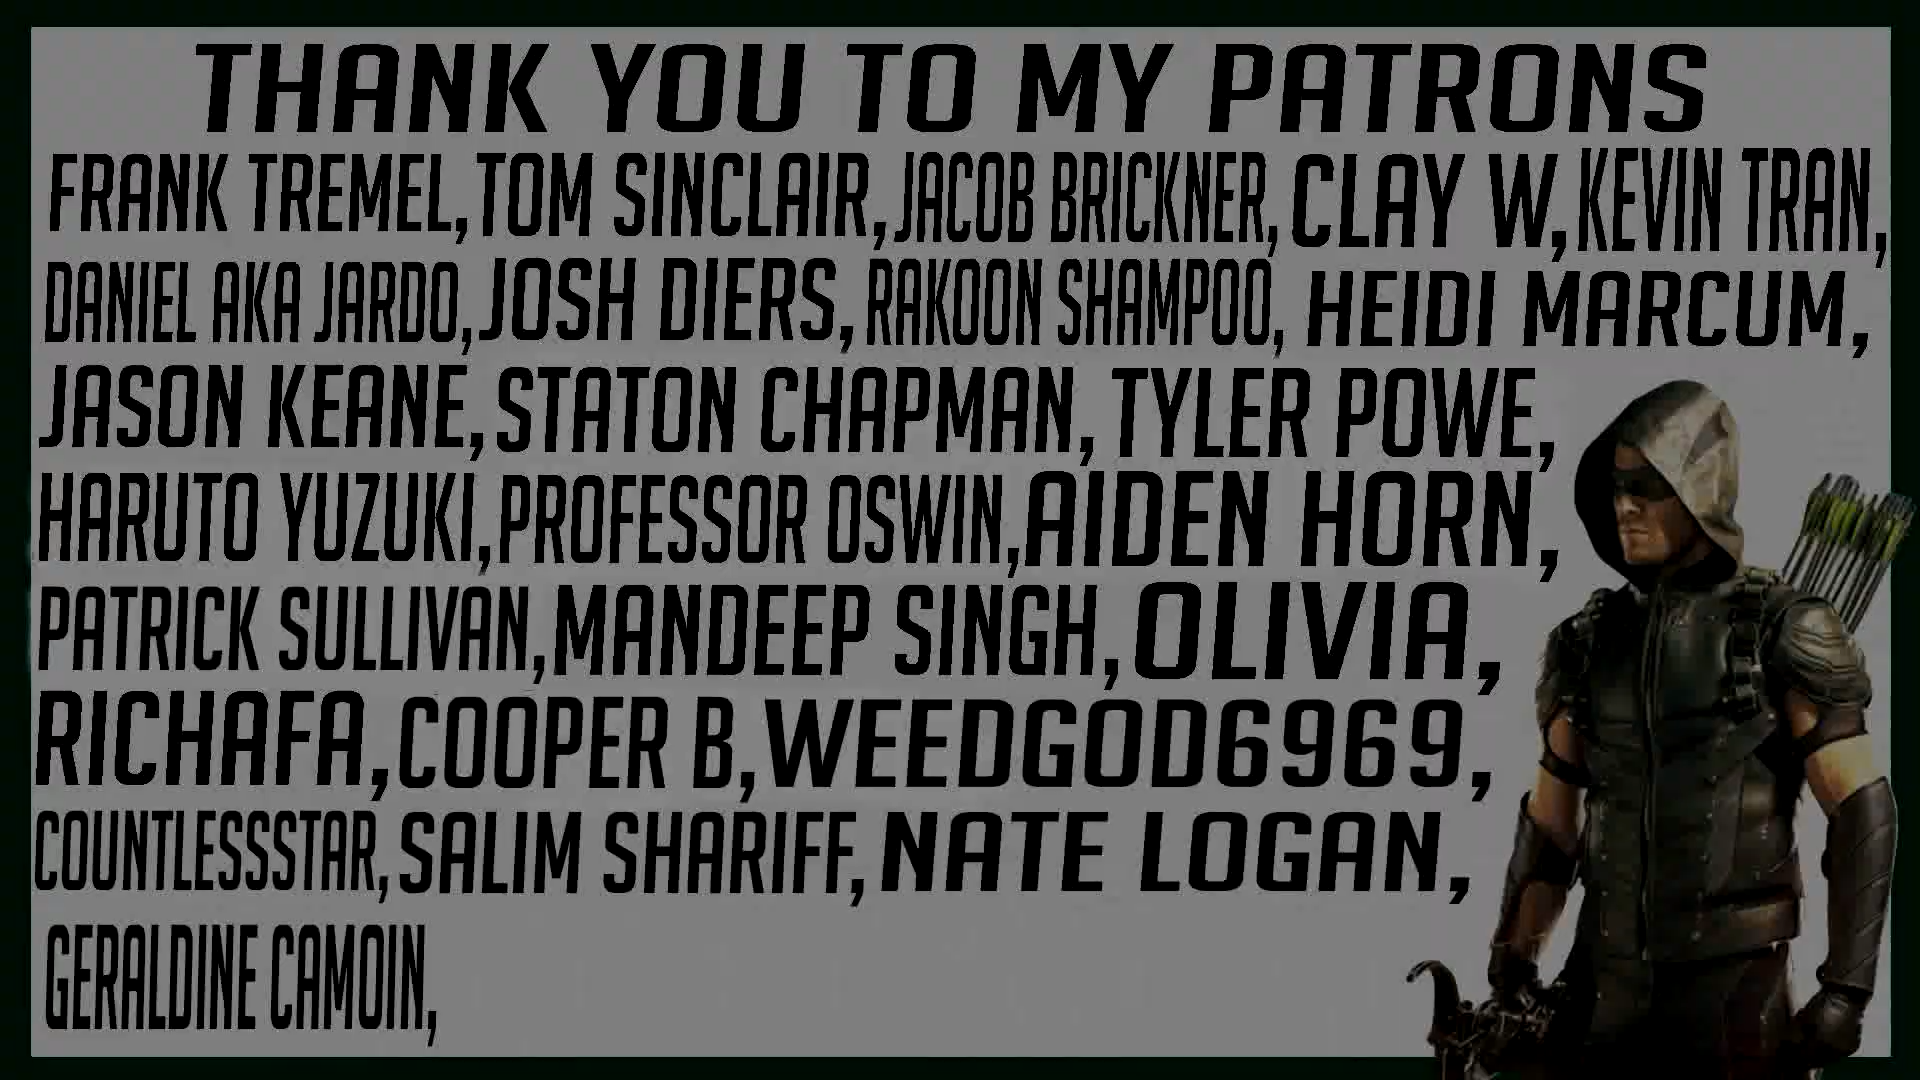 THANK YOU TO MY PATRONS
FRANK TREMEL, TOM SINCLAIR, JACOB BRICKNER, CLAY W, KEVIN TRAN,
DANIEL AKA JARDO, JOSH DIERS, RAKOON SHAMPOO, HEIDI MARCUM,
JASON KEANE, STATON CHAPMAN, TYLER POWE,
HARUTO YUZUKI, PROFESSOR OSWIN, AIDEN HORN,
PATRICK SULLIVAN, MANDEEP SINGH, OLIVIA,
RICHAFA, COOPER B, WEEDGOD6969,
COUNTLESSSTAR, SALIM SHARIFF, NATE LOGAN,
GERALDINE CAMOIN,